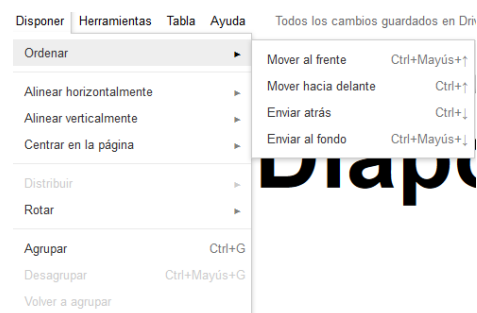 Disponer Herramientas Tabla Ayuda Todos los cambios guardados en
Ordenar ►
Mover al frente Ctrl+Mayús+↑
Mover hacia delante Ctrl+↑
Enviar atrás Ctrl+↓
Enviar al fondo Ctrl+Mayús+↓
Alinear horizontalmente ►
Alinear verticalmente ►
Centrar en la página ►
Distribuir ►
Rotar ►
Agrupar Ctrl+G
Desagrupar Ctrl+Mayús+G
Volver a agrupar